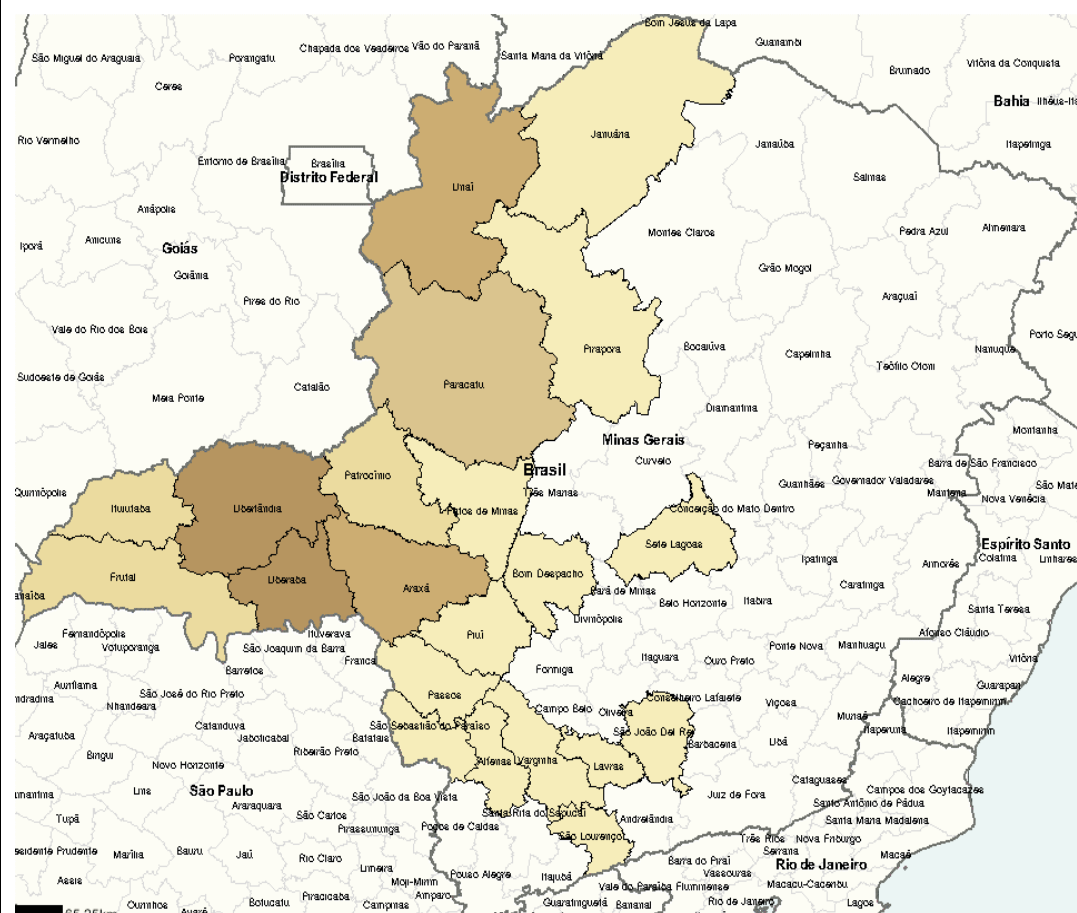 Bom Jesus da Lapa
São Miguel do Araguaia
Porangatu
Chapada dos Veadeiros
Vão do Paranã
Santa Maria da Vitória
Guanambi
Brumado
Vitória da Conquista
Ceres
Bahia
Ilhéus-Ita
Rio Vermelho
Entorno de Brasília
Brasília
Januária
Janaúba
Itapetinga
Distrito Federal
Unaí
Salinas
Anápolis
Iporá
Anicuns
Goiás
Montes Claros
Pedra Azul
Almenara
Goiânia
Grão Mogol
Pires do Rio
Araçuaí
Vale do Rio dos Bois
Pirapora
Bocaiúva
Capelinha
Teófilo Otoni
Nanuque
Porto Segu
Sudoeste de Goiás
Meia Ponte
Catalão
Paracatu
Diamantina
Minas Gerais
Curvelo
Peçanha
Montanha
Brasil
Patrocínio
Barra de São Francisco
Quirinópolis
Três Marias
Guanhães
Governador Valadares
Mantena
São Mate
Nova Venécia
Ituiutaba
Uberlândia
Patos de Minas
Conceição do Mato Dentro
Sete Lagoas
Espírito Santo
Colatina
Linhares
Frutal
Uberaba
Araxá
Bom Despacho
Ipatinga
Aimorés
Pará de Minas
Belo Horizonte
Itabira
Caratinga
Santa Teresa
Divinópolis
Fernandópolis
Ituverava
Piuí
Afonso Cláudio
Jales
Votuporanga
São Joaquim da Barra
Franca
Formiga
Itaguara
Ouro Preto
Ponte Nova
Manhuaçu
Vitória
Barretos
Alegre
Guarapari
Auriflama
São José do Rio Preto
Passos
Conselheiro Lafaiete
Viçosa
Cachoeiro de Itapemirim
ndradina
Nhandeara
Campo Belo
Oliveira
Muriaé
Catanduva
São Sebastião do Paraíso
São João Del Rei
Itaperuna
Itapemirim
Araçatuba
Jaboticabal
Batatais
Barbacena
Ubá
Birigui
Ribeirão Preto
Novo Horizonte
Alfenas
Varginha
Lavras
Cataguases
Lins
São Paulo
São João da Boa Vista
Juiz de Fora
Campos dos Goytacazes
Araraquara
Santo Antônio de Pádua
Tupã
São Carlos
Santa Rita do Sapucaí
Andrelândia
Santa Maria Madalena
Pirassununga
Poços de Caldas
São Lourenço
Três Rios
Nova Friburgo
esidente Prudente
Marília
Bauru
Jaú
Rio Claro
Serrana
Macaé
Limeira
Pouso Alegre
Itajubá
Barra do Piraí
Rio de Janeiro
Assis
Moji-Mirim
Vassouras
Vale do Paraíba Fluminense
Macacu-Caceribu
Ourinhos
Avaré
Botucatu
Piracicaba
Campinas
Amparo
Guaratinguetá
Bananal
Rio de Janeiro
Lagos